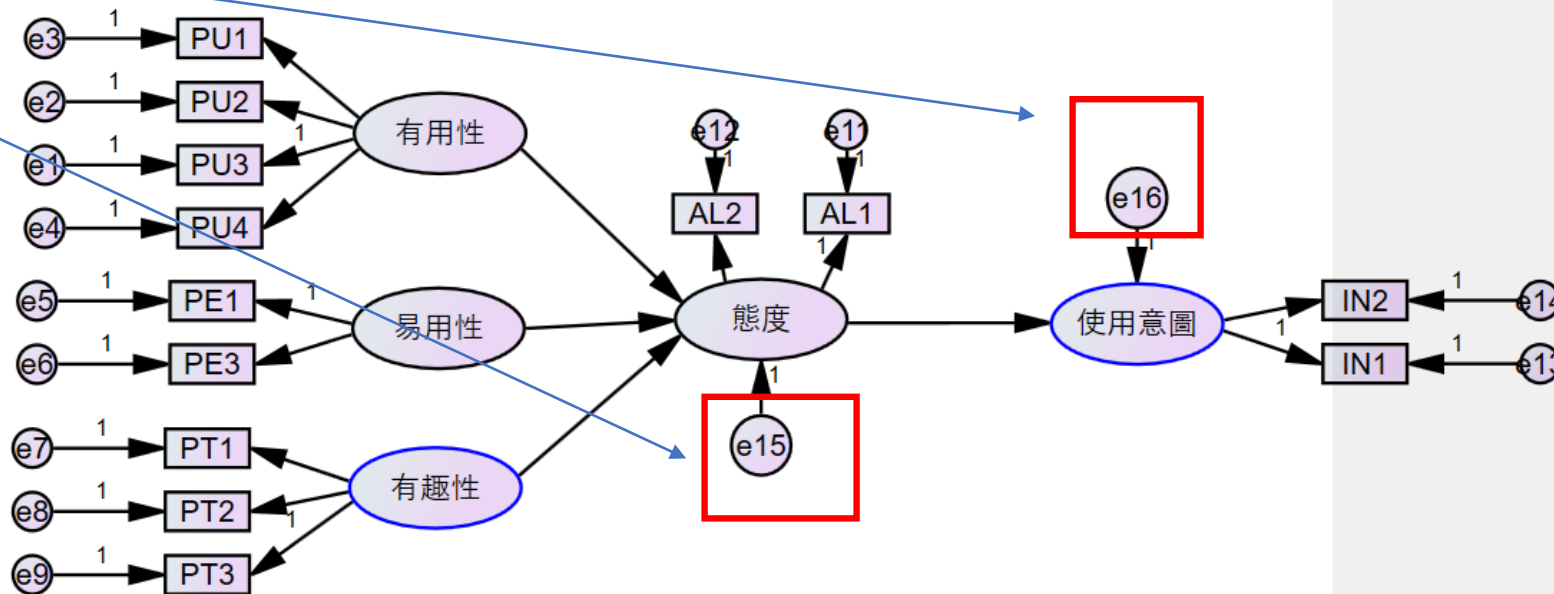 e3 1 PU1
e2 1 PU2
1
e1 1 PU3
e4 1 PU4
有用性
e5 1 PE1
1
e6 1 PE3
易用性
e7 1 PT1
e8 1 PT2
1
e9 1 PT3
有趣性
e12 e11
1 1
AL2 AL1
1
態度
1
e15
e16
1
使用意圖
IN2 1 e14
1
IN1 1 e13